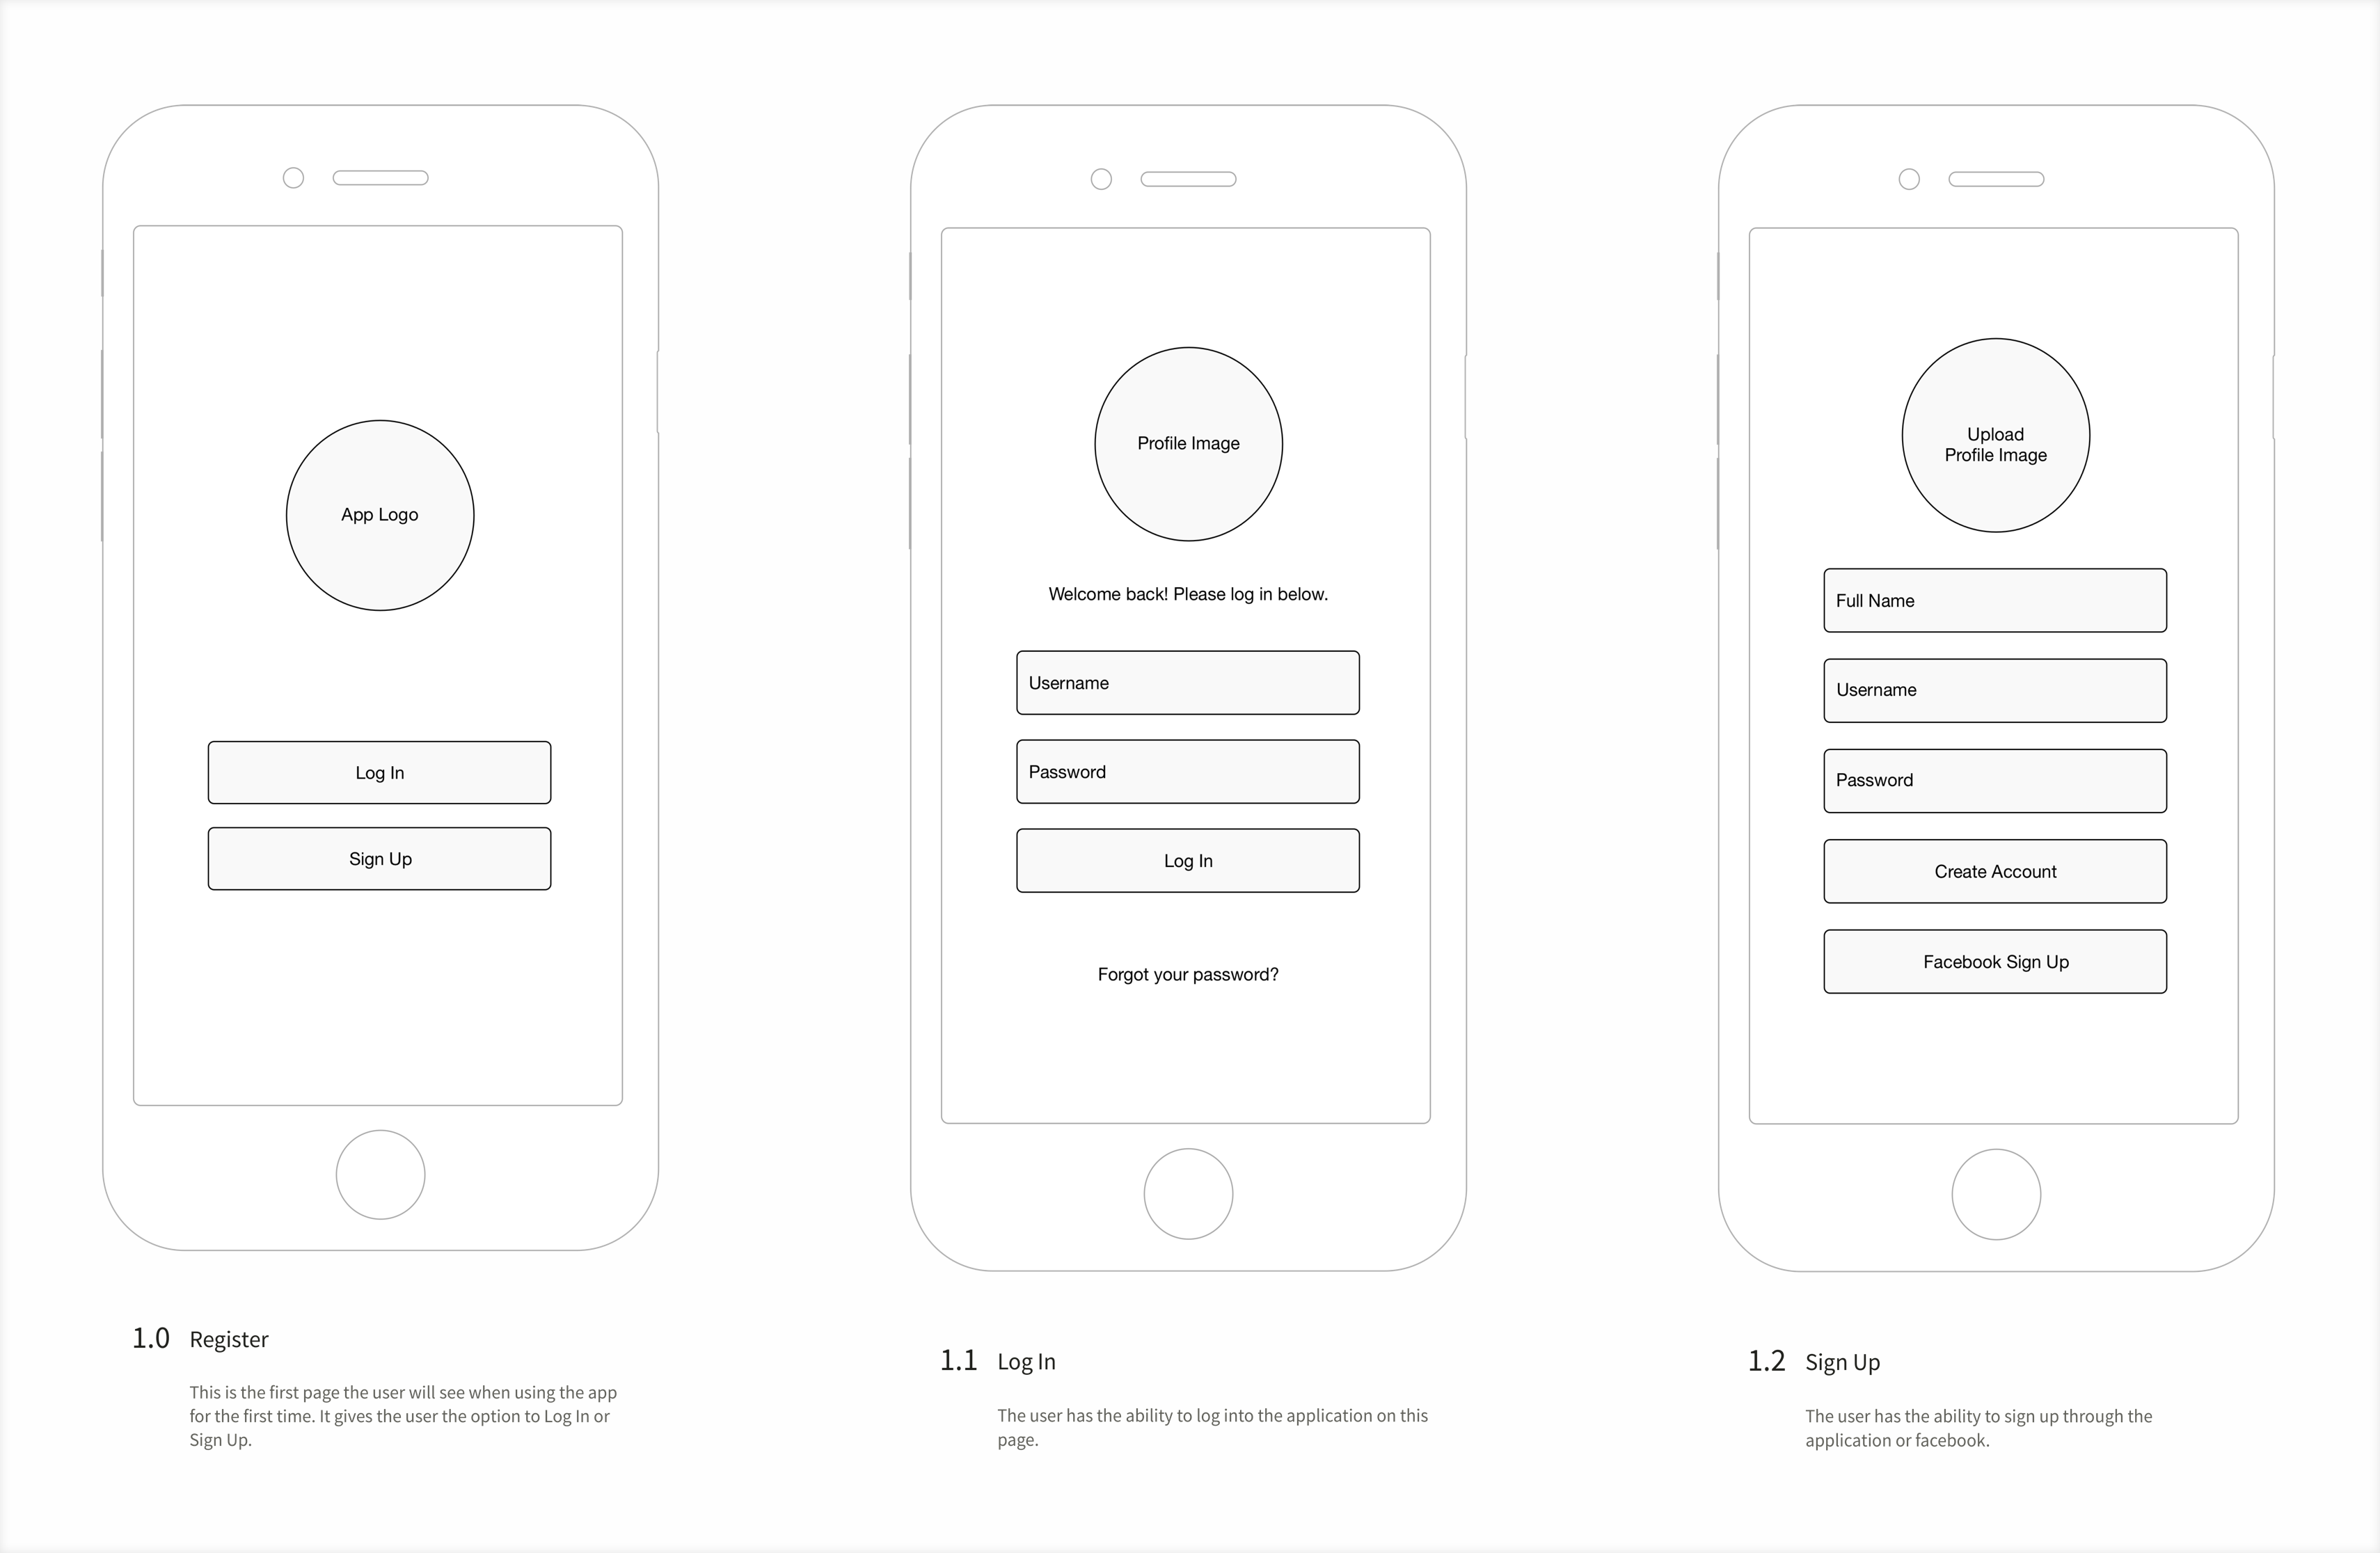 App Logo
Log In
Sign Up
1.0 Register
This is the first page the user will see when using the app
for the first time. It gives the user the option to Log In or
Sign Up.
Profile Image
Welcome back! Please log in below.
Username
Password
Log In
Forgot your password?
1.1 Log In
The user has the ability to log into the application on this
page.
Upload
Profile Image
Full Name
Username
Password
Create Account
Facebook Sign Up
1.2 Sign Up
The user has the ability to sign up through the
application or facebook.